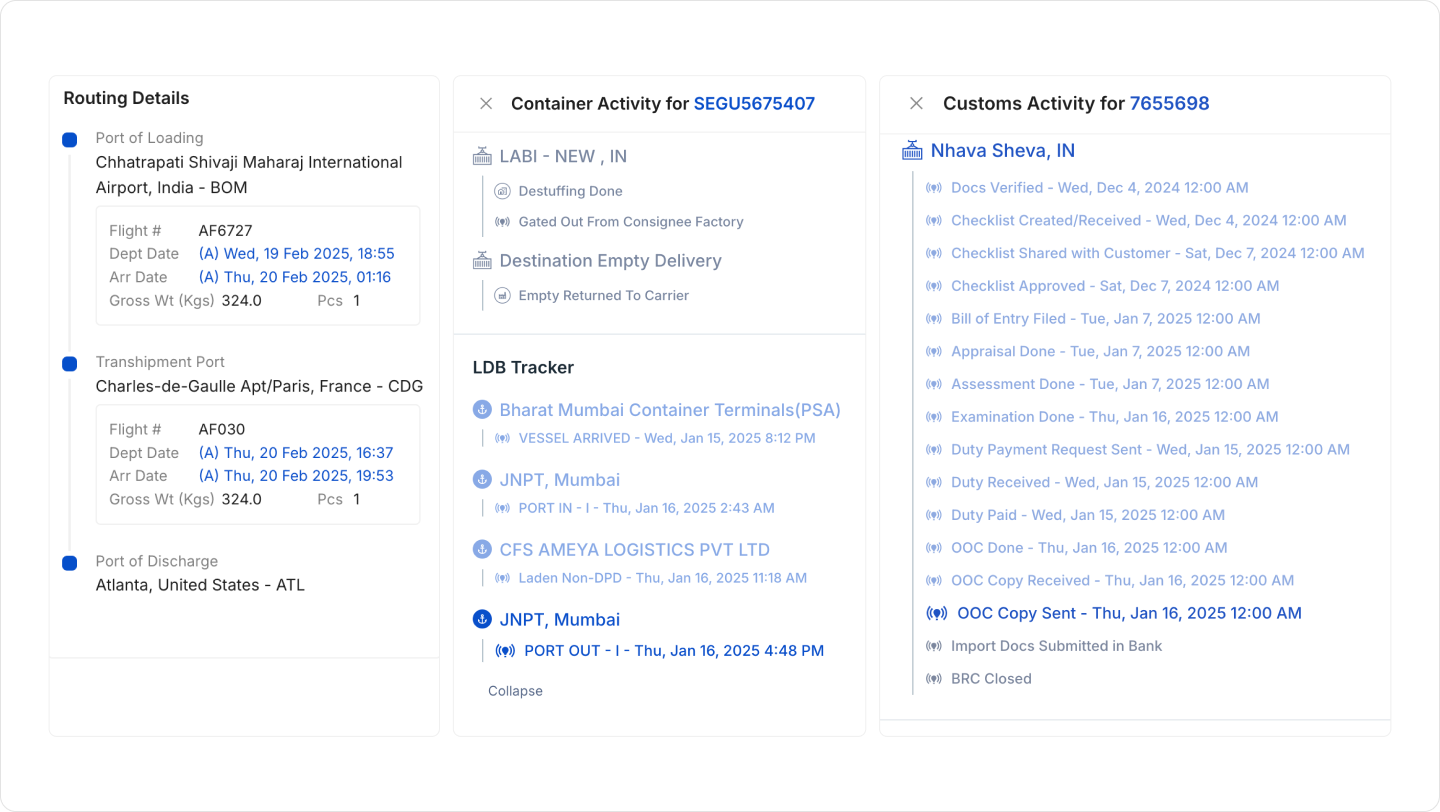 Routing Details
Port of Loading
Chhatrapati Shivaji Maharaj International
Airport, India - BOM
Flight # AF6727
Dept Date (A) Wed, 19 Feb 2025, 18:55
Arr Date (A) Thu, 20 Feb 2025, 01:16
Gross Wt (Kgs) 324.0 Pcs 1
Transhipment Port
Charles-de-Gaulle Apt/Paris, France - CDG
Flight # AF030
Dept Date (A) Thu, 20 Feb 2025, 16:37
Arr Date (A) Thu, 20 Feb 2025, 19:53
Gross Wt (Kgs) 324.0 Pcs 1
Port of Discharge
Atlanta, United States - ATL
Container Activity for SEGU5675407
LABI - NEW , IN
Destuffing Done
Gated Out From Consignee Factory
Destination Empty Delivery
Empty Returned To Carrier
LDB Tracker
Bharat Mumbai Container Terminals(PSA)
VESSEL ARRIVED - Wed, Jan 15, 2025 8:12 PM
JNPT, Mumbai
PORT IN - I - Thu, Jan 16, 2025 2:43 AM
CFS AMEYA LOGISTICS PVT LTD
Laden Non-DPD - Thu, Jan 16, 2025 11:18 AM
JNPT, Mumbai
PORT OUT - I - Thu, Jan 16, 2025 4:48 PM
Collapse
Customs Activity for 7655698
Nhava Sheva, IN
Docs Verified - Wed, Dec 4, 2024 12:00 AM
Checklist Created/Received - Wed, Dec 4, 2024 12:00 AM
Checklist Shared with Customer - Sat, Dec 7, 2024 12:00 AM
Checklist Approved - Sat, Dec 7, 2024 12:00 AM
Bill of Entry Filed - Tue, Jan 7, 2025 12:00 AM
Appraisal Done - Tue, Jan 7, 2025 12:00 AM
Assessment Done - Tue, Jan 7, 2025 12:00 AM
Examination Done - Thu, Jan 16, 2025 12:00 AM
Duty Payment Request Sent - Wed, Jan 15, 2025 12:00 AM
Duty Received - Wed, Jan 15, 2025 12:00 AM
Duty Paid - Wed, Jan 15, 2025 12:00 AM
OOC Done - Thu, Jan 16, 2025 12:00 AM
OOC Copy Received - Thu, Jan 16, 2025 12:00 AM
OOC Copy Sent - Thu, Jan 16, 2025 12:00 AM
Import Docs Submitted in Bank
BRC Closed